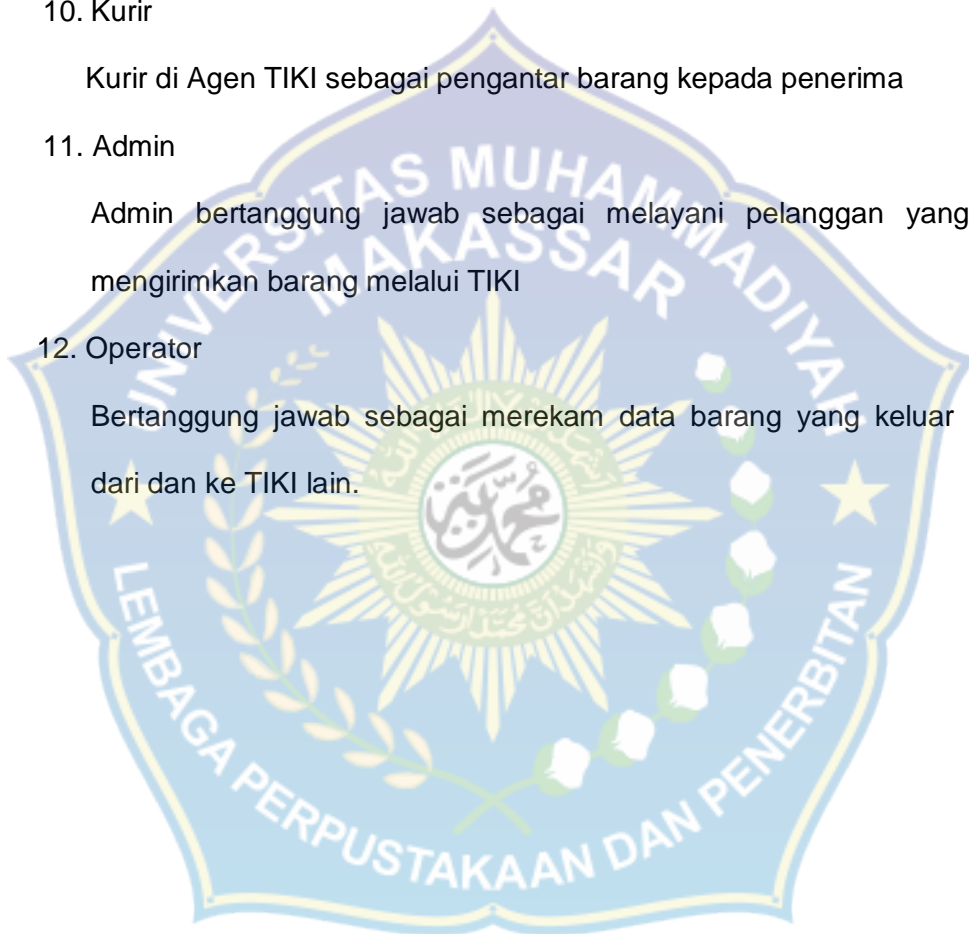 10. Kurir
Kurir di Agen TIKI sebagai pengantar barang kepada penerima
11. Admin
Admin bertanggung jawab sebagai melayani pelanggan yang
mengirimkan barang melalui TIKI
12. Operator
Bertanggung jawab sebagai merekam data barang yang keluar
dari dan ke TIKI lain.
UNIVERSITAS MUHAMMADIYAH
MAKASSAR
LEMBAGA PERPUSTAKAAN DAN PENERBITAN